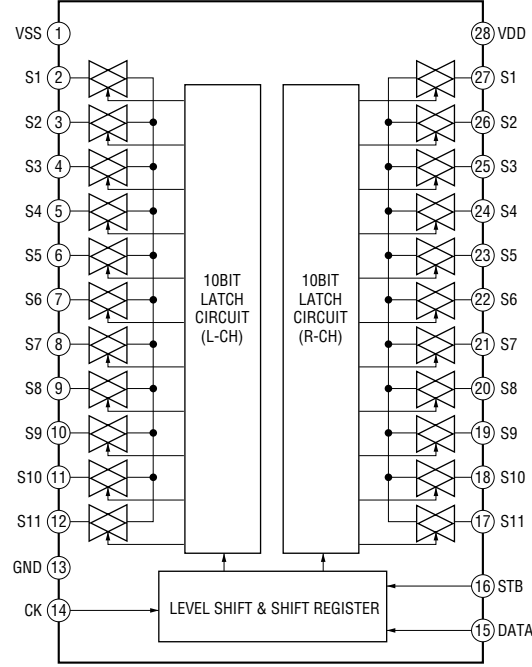 VSS 1
28 VDD
S1 2
27 S1
S2 3
26 S2
S3 4
25 S3
S4 5
24 S4
S5 6
23 S5
S6 7
22 S6
S7 8
21 S7
S8 9
20 S8
S9 10
19 S9
S10 11
18 S10
S11 12
17 S11
10BIT
LATCH
CIRCUIT
(L-CH)
10BIT
LATCH
CIRCUIT
(R-CH)
GND 13
16 STB
CK 14
LEVEL SHIFT & SHIFT REGISTER
15 DATA